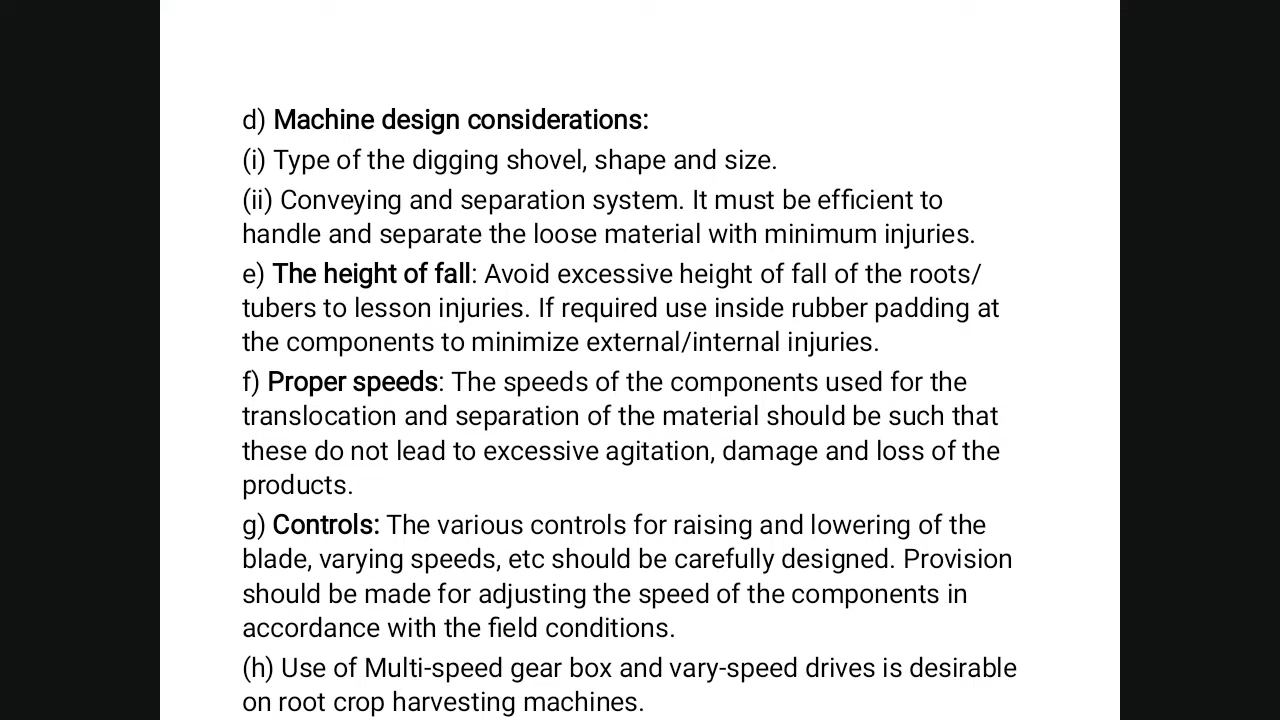 d) Machine design considerations:
(i) Type of the digging shovel, shape and size.
(ii) Conveying and separation system. It must be efficient to
handle and separate the loose material with minimum injuries.
e) The height of fall: Avoid excessive height of fall of the roots/
tubers to lesson injuries. If required use inside rubber padding at
the components to minimize external/internal injuries.
f) Proper speeds: The speeds of the components used for the
translocation and separation of the material should be such that
these do not lead to excessive agitation, damage and loss of the
products.
g) Controls: The various controls for raising and lowering of the
blade, varying speeds, etc should be carefully designed. Provision
should be made for adjusting the speed of the components in
accordance with the field conditions.
(h) Use of Multi-speed gear box and vary-speed drives is desirable
on root crop harvesting machines.